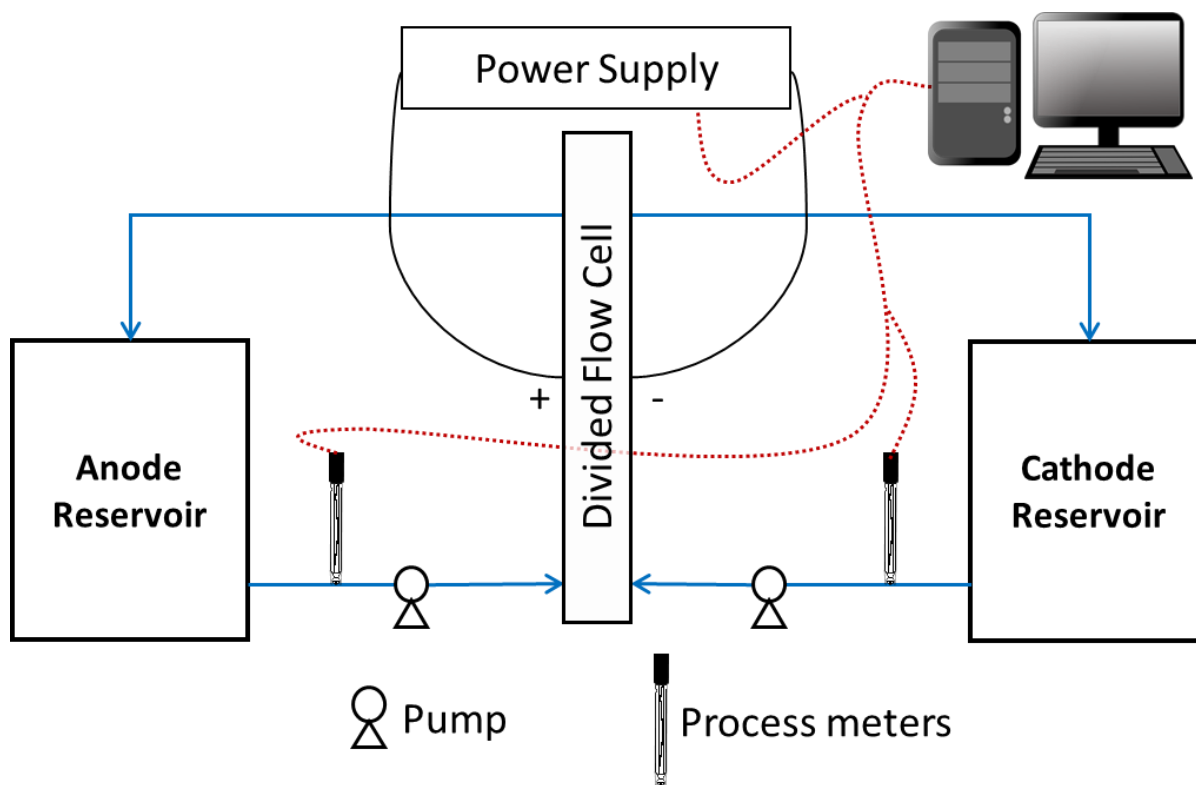 Power Supply
Divided Flow Cell
+
-
Anode
Reservoir
Cathode
Reservoir
Pump
Process meters